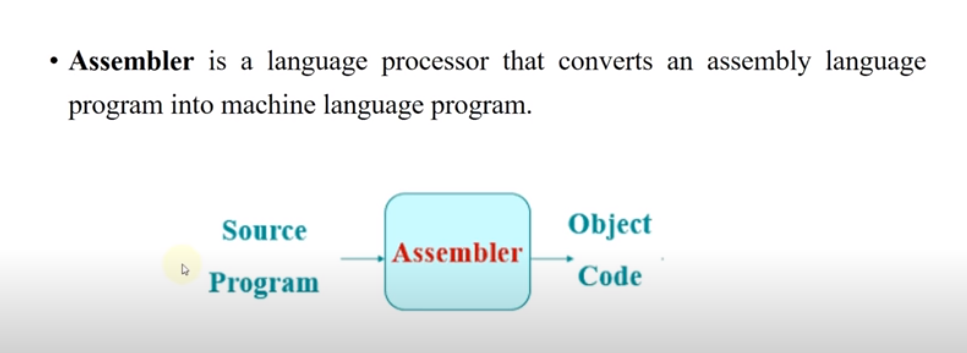 • Assembler is a language processor that converts an assembly language
program into machine language program.
Source
Program
Assembler
Object
Code